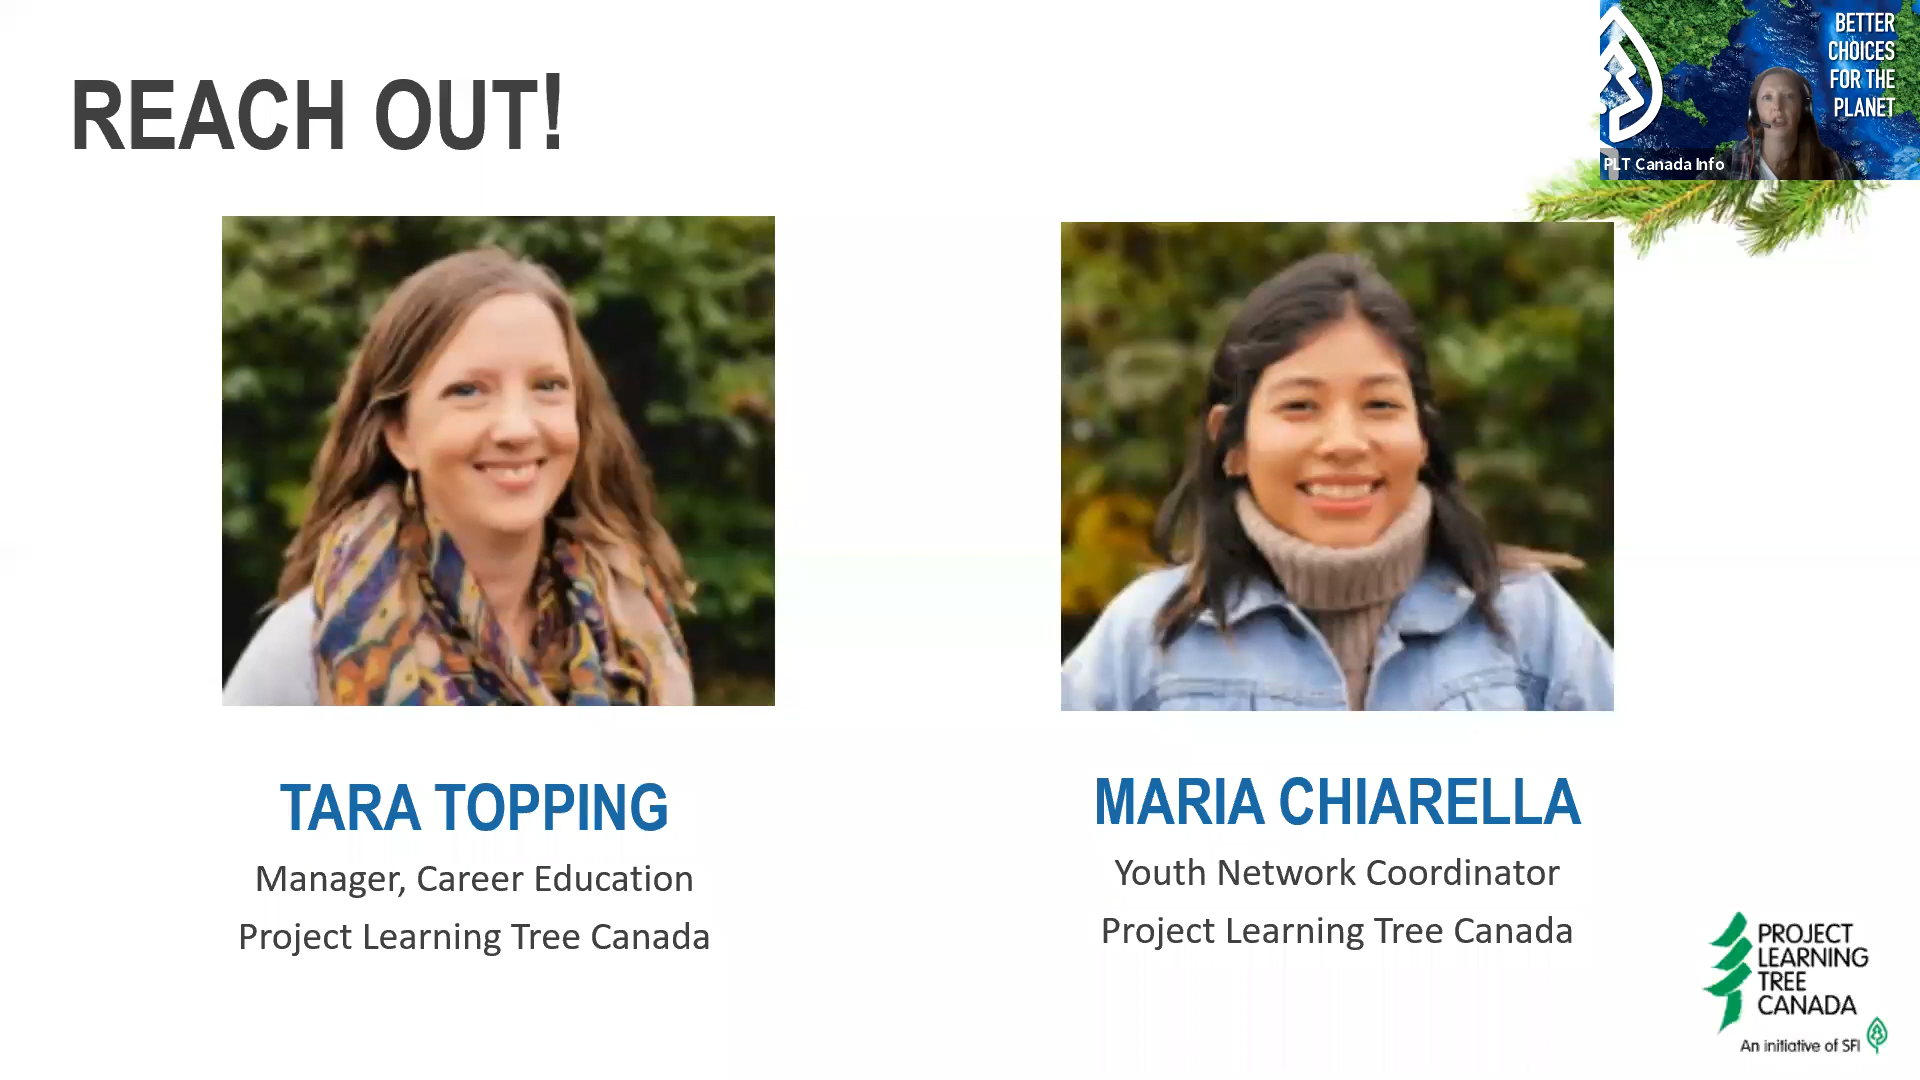 REACH OUT!
BETTER
CHOICES
FOR THE
PLANET
PLT Canada Info
TARA TOPPING
Manager, Career Education
Project Learning Tree Canada
MARIA CHIARELLA
Youth Network Coordinator
Project Learning Tree Canada
PROJECT
LEARNING
TREE
CANADA
An initiative of SFI